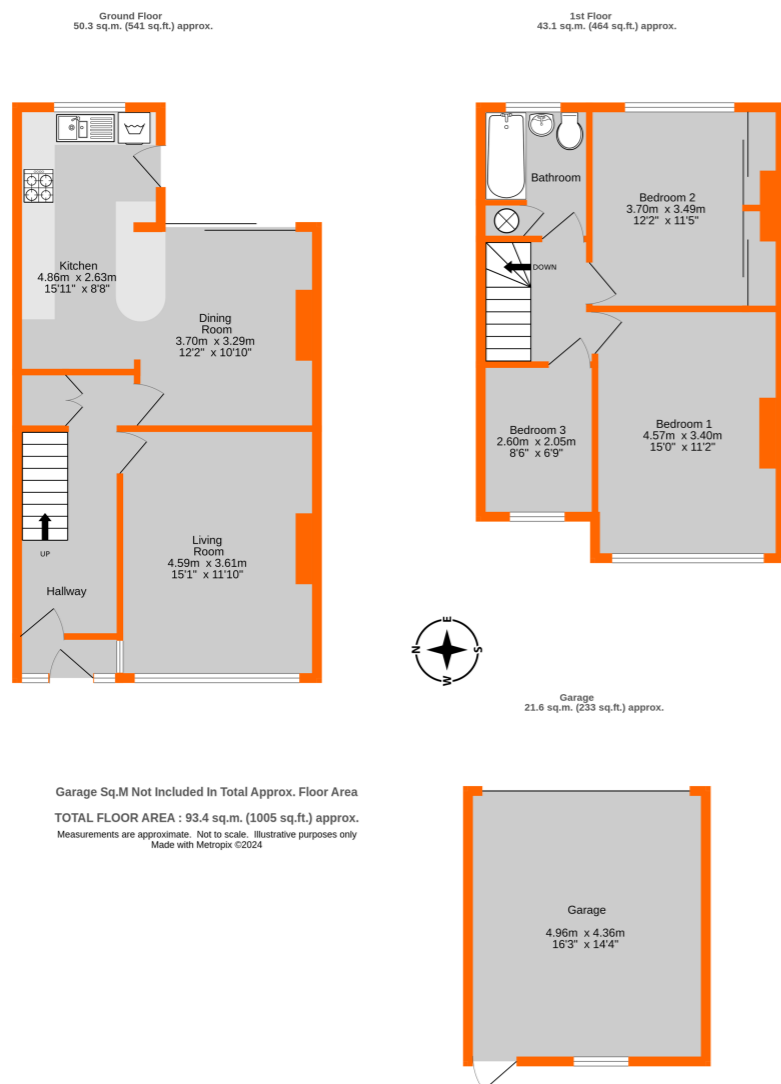 Ground Floor
50.3 sq.m. (541 sq.ft.) approx.
1st Floor
43.1 sq.m. (464 sq.ft.) approx.
Kitchen
4.86m x 2.63m
15'11" x 8'8"
Dining
Room
3.70m x 3.29m
12'2" x 10'10"
Living
Room
4.59m x 3.61m
15'1" x 11'10"
UP
Hallway
Bathroom
Bedroom 2
3.70m x 3.49m
12'2" x 11'5"
DOWN
Bedroom 3
2.60m x 2.05m
8'6" x 6'9"
Bedroom 1
4.57m x 3.40m
15'0" x 11'2"
E
N
S
W
Garage
21.6 sq.m. (233 sq.ft.) approx.
Garage Sq.M Not Included In Total Approx. Floor Area
TOTAL FLOOR AREA : 93.4 sq.m. (1005 sq.ft.) approx.
Measurements are approximate. Not to scale. Illustrative purposes only
Made with Metropix ©2024
Garage
4.96m x 4.36m
16'3" x 14'4"